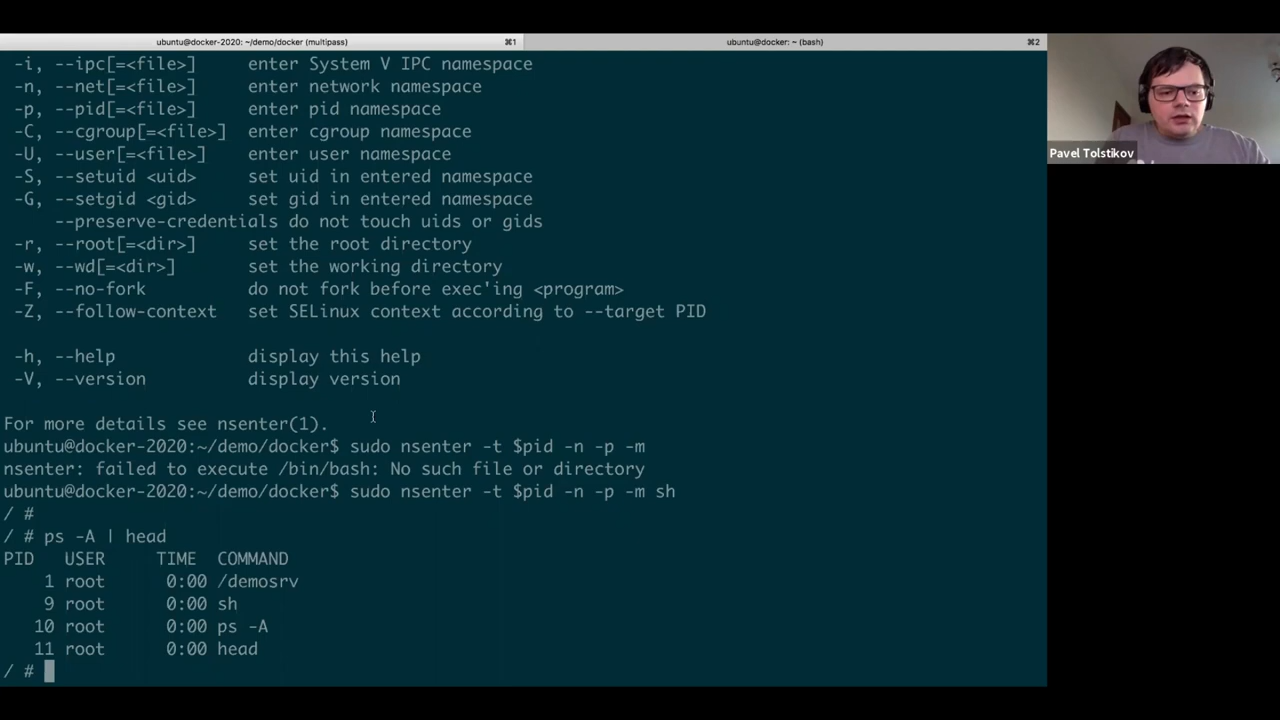 ubuntu@docker-2020: ~/demo/docker (multipass) ⌘1 ubuntu@docker: ~ (bash) ⌘2
-i, --ipc[=<file>] enter System V IPC namespace
-n, --net[=<file>] enter network namespace
-p, --pid[=<file>] enter pid namespace
-C, --cgroup[=<file>] enter cgroup namespace
-U, --user[=<file>] enter user namespace
-S, --setuid <uid> set uid in entered namespace
-G, --setgid <gid> set gid in entered namespace
--preserve-credentials do not touch uids or gids
-r, --root[=<dir>] set the root directory
-w, --wd[=<dir>] set the working directory
-F, --no-fork do not fork before exec'ing <program>
-Z, --follow-context set SELinux context according to --target PID
-h, --help display this help
-V, --version display version
For more details see nsenter(1).
ubuntu@docker-2020:~/demo/docker$ sudo nsenter -t $pid -n -p -m
nsenter: failed to execute /bin/bash: No such file or directory
ubuntu@docker-2020:~/demo/docker$ sudo nsenter -t $pid -n -p -m sh
/ #
/ # ps -A | head
PID USER TIME COMMAND
1 root 0:00 /demosrv
9 root 0:00 sh
10 root 0:00 ps -A
11 root 0:00 head
/ #
Pavel Tolstikov